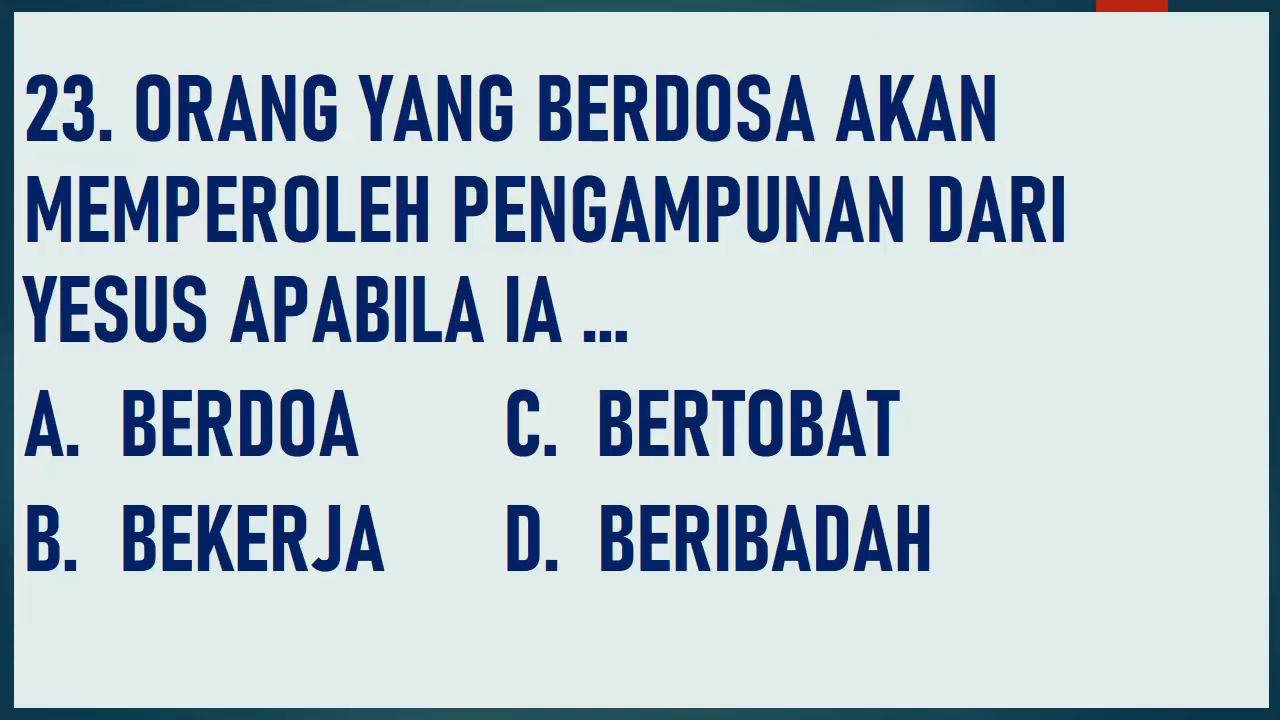 23. ORANG YANG BERDOSA AKAN
MEMPEROLEH PENGAMPUNAN DARI
YESUS APABILA IA ...
A. BERDOA C. BERTOBAT
B. BEKERJA D. BERIBADAH